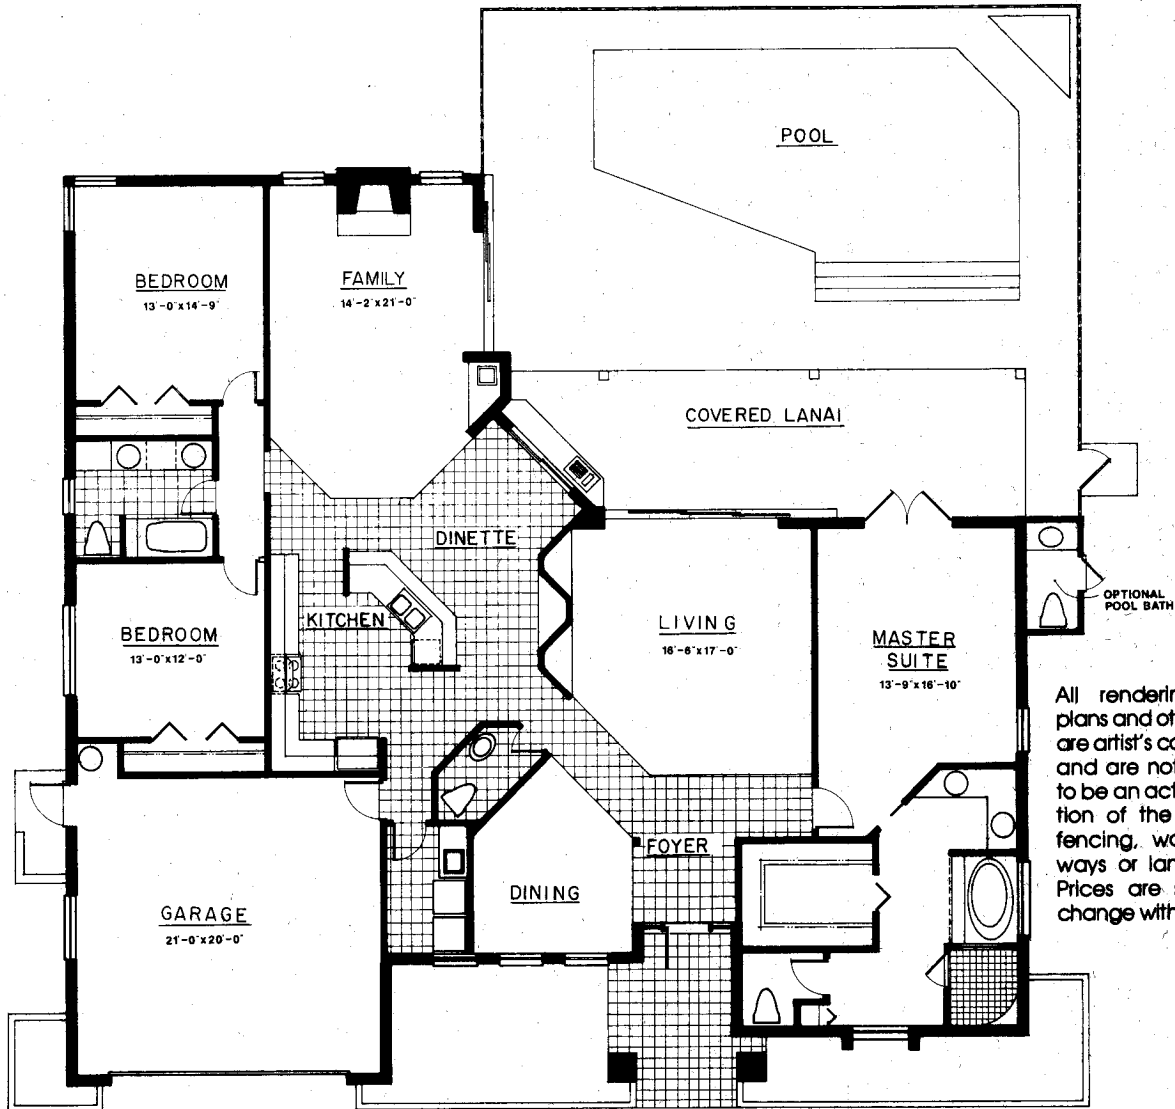 POOL
BEDROOM
13'-0"x14'-9"
FAMILY
14'-2"x21'-0"
COVERED LANAI
DINETTE
OPTIONAL
POOL BATH
KITCHEN
LIVING
16'-6"x17'-0"
BEDROOM
13'-0"x12'-0"
MASTER
SUITE
13'-9"x16'-10"
All renderin
plans and ot
are artist's co
and are not
to be an act
tion of the
fencing, wa
ways or lan
Prices are
change with
FOYER
DINING
GARAGE
21'-0"x20'-0"